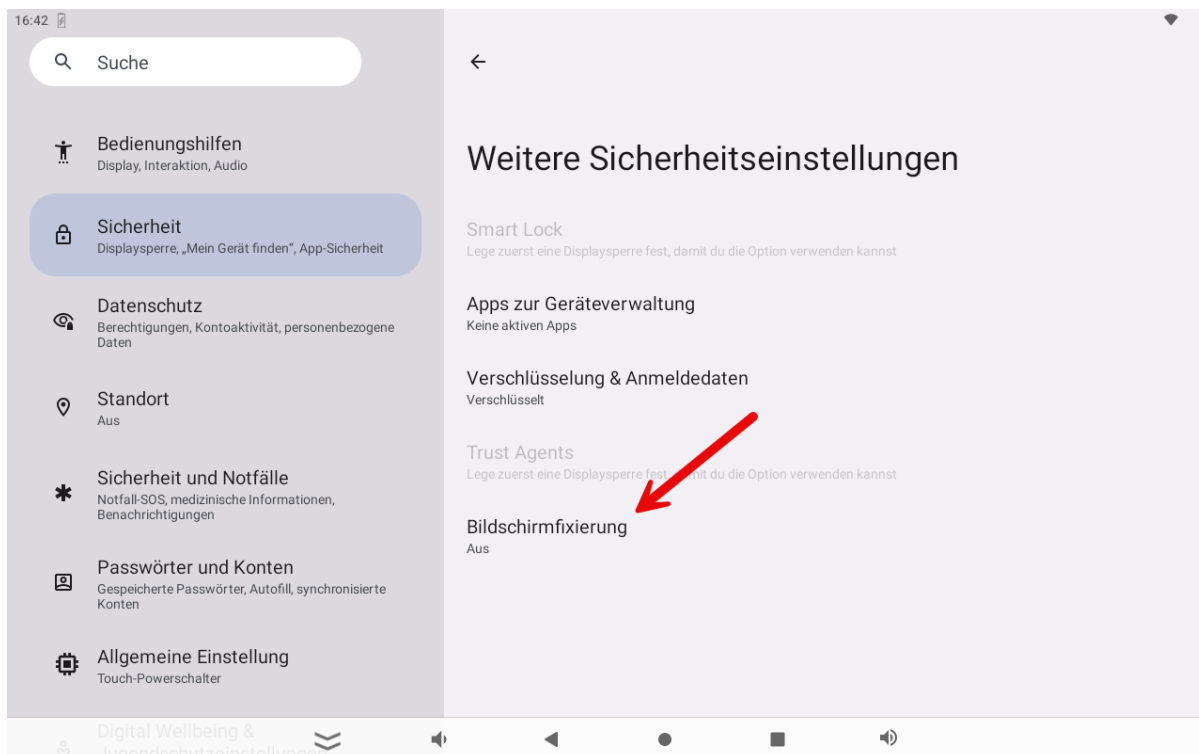 16:42
Suche
Bedienungshilfen
Display, Interaktion, Audio
Sicherheit
Displaysperre, „Mein Gerät finden“, App-Sicherheit
Datenschutz
Berechtigungen, Kontoaktivität, personenbezogene
Daten
Standort
Aus
Sicherheit und Notfälle
Notfall-SOS, medizinische Informationen,
Benachrichtigungen
Passwörter und Konten
Gespeicherte Passwörter, Autofill, synchronisierte
Konten
Allgemeine Einstellung
Touch-Powerschalter
Digital Wellbeing &
Jugendschutzeinstellungen
Weitere Sicherheitseinstellungen
Smart Lock
Lege zuerst eine Displaysperre fest, damit du die Option verwenden kannst
Apps zur Geräteverwaltung
Keine aktiven Apps
Verschlüsselung & Anmeldedaten
Verschlüsselt
Trust Agents
Lege zuerst eine Displaysperre fest, damit du die Option verwenden kannst
Bildschirmfixierung
Aus